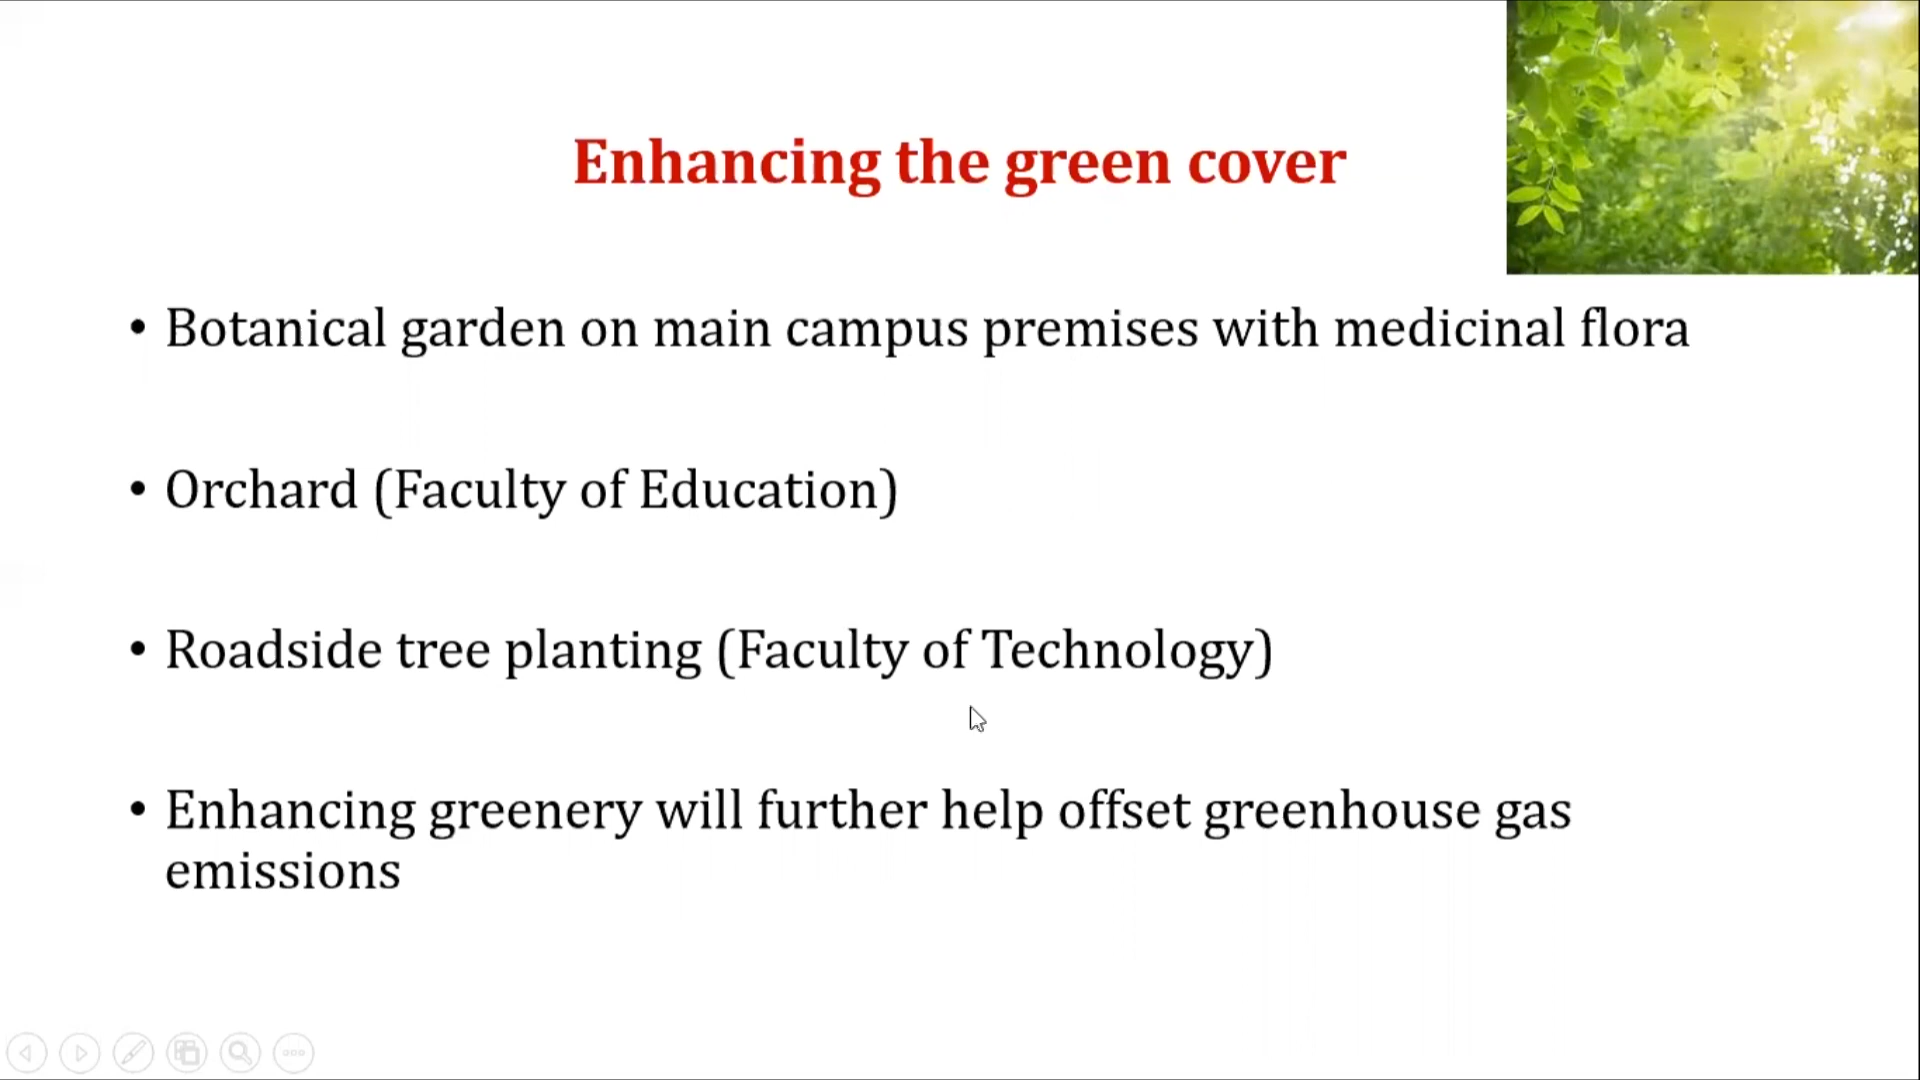 Enhancing the green cover
• Botanical garden on main campus premises with medicinal flora
• Orchard (Faculty of Education)
• Roadside tree planting (Faculty of Technology)
• Enhancing greenery will further help offset greenhouse gas
emissions